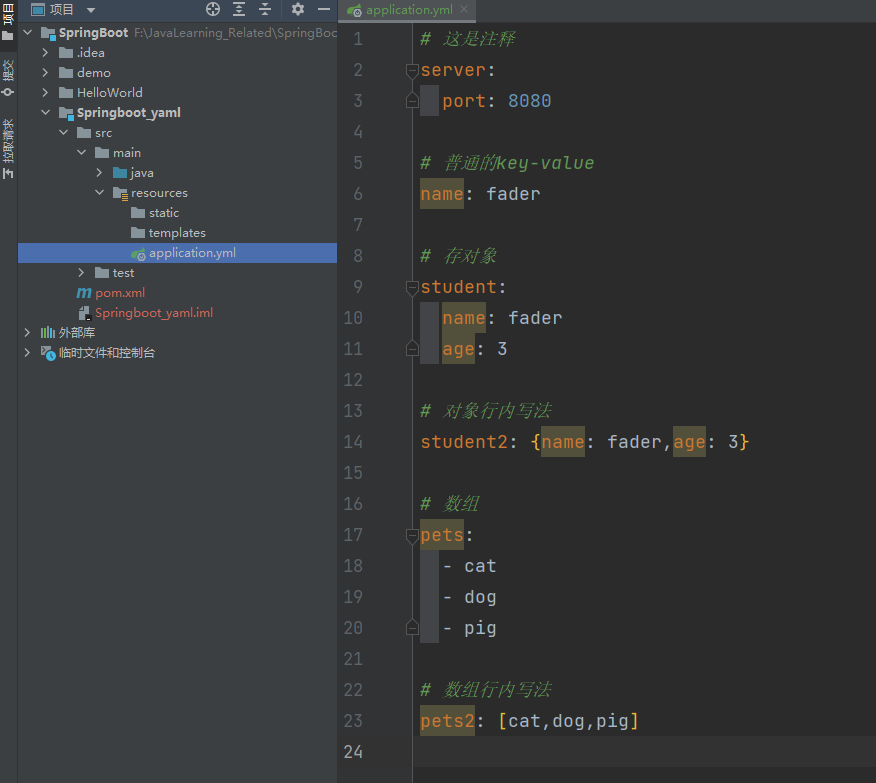 项目
提交
拉取请求
项目
SpringBoot F:\JavaLearning_Related\SpringBoo
.idea
demo
HelloWorld
Springboot_yaml
src
main
java
resources
static
templates
application.yml
test
pom.xml
Springboot_yaml.iml
外部库
临时文件和控制台
application.yml
1 # 这是注释
2 server:
3 port: 8080
4
5 # 普通的key-value
6 name: fader
7
8 # 存对象
9 student:
10 name: fader
11 age: 3
12
13 # 对象行内写法
14 student2: {name: fader,age: 3}
15
16 # 数组
17 pets:
18 - cat
19 - dog
20 - pig
21
22 # 数组行内写法
23 pets2: [cat,dog,pig]
24